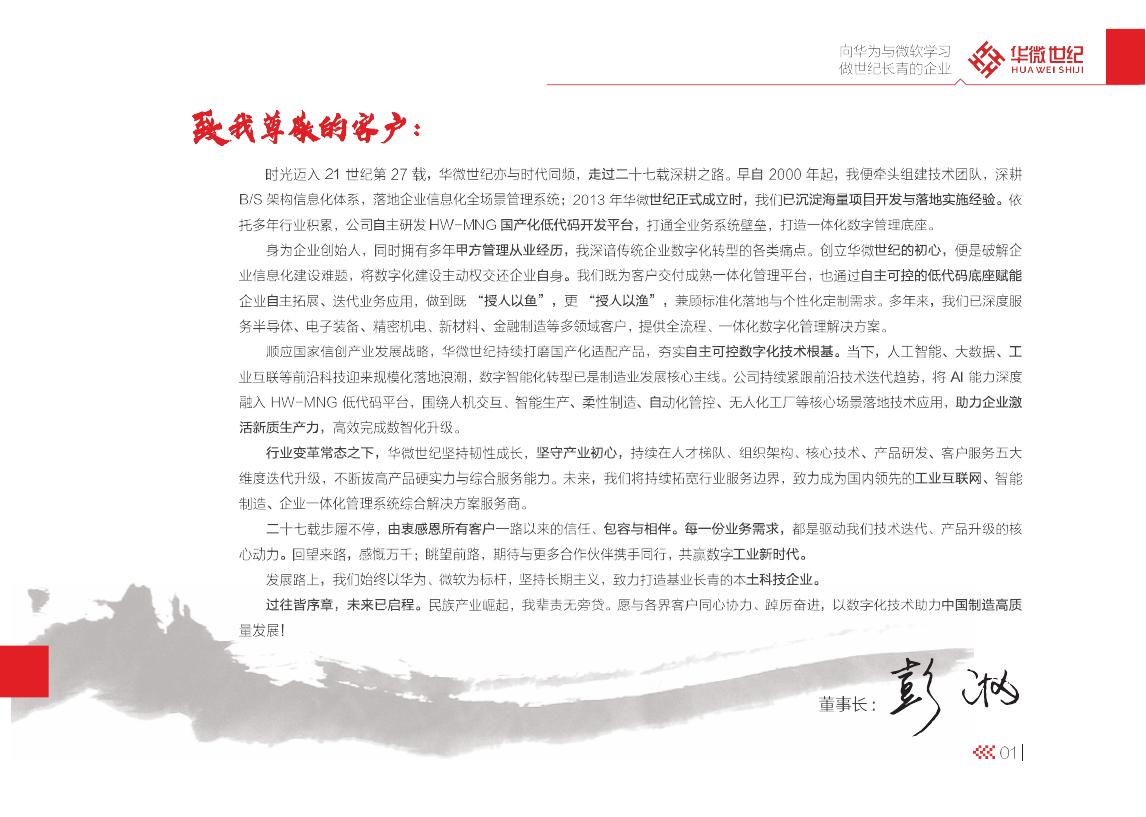 向华为与微软学习
做世纪长青的企业
华微世纪
HUAWEI SHIJI
致我尊敬的客户：
时光迈入 21 世纪第 27 载，华微世纪亦与时代同频，走过二十七载深耕之路。早自 2000 年起，我便牵头组建技术团队，深耕
B/S 架构信息化体系，落地企业信息化全场景管理系统；2013 年华微世纪正式成立时，我们已沉淀海量项目开发与落地实施经验。依
托多年行业积累，公司自主研发 HW-MNG 国产化低代码开发平台，打通全业务系统壁垒，打造一体化数字管理底座。
身为企业创始人，同时拥有多年甲方管理从业经历，我深谙传统企业数字化转型的各类痛点。创立华微世纪的初心，便是破解企
业信息化建设难题，将数字化建设主动权交还企业自身。我们既为客户交付成熟一体化管理平台，也通过自主可控的低代码底座赋能
企业自主拓展、迭代业务应用，做到既“授人以鱼”，更“授人以渔”，兼顾标准化落地与个性化定制需求。多年来，我们已深度服
务半导体、电子装备、精密机电、新材料、金融制造等多领域客户，提供全流程、一体化数字化管理解决方案。
顺应国家信创产业发展战略，华微世纪持续打磨国产化适配产品，夯实自主可控数字化技术根基。当下，人工智能、大数据、工
业互联等前沿科技迎来规模化落地浪潮，数字智能化转型已是制造业发展核心主线。公司持续紧跟前沿技术迭代趋势，将 AI 能力深度
融入 HW-MNG 低代码平台，围绕人机交互、智能生产、柔性制造、自动化管控、无人化工厂等核心场景落地技术应用，助力企业激
活新质生产力，高效完成数智化升级。
行业变革常态之下，华微世纪坚持韧性成长，坚守产业初心，持续在人才梯队、组织架构、核心技术、产品研发、客户服务五大
维度迭代升级，不断拔高产品硬实力与综合服务能力。未来，我们将持续拓宽行业服务边界，致力成为国内领先的工业互联网、智能
制造、企业一体化管理系统综合解决方案服务商。
二十七载步履不停，由衷感恩所有客户一路以来的信任、包容与相伴。每一份业务需求，都是驱动我们技术迭代、产品升级的核
心动力。回望来路，感慨万千；眺望前路，期待与更多合作伙伴携手同行，共赢数字工业新时代。
发展路上，我们始终以华为、微软为标杆，坚持长期主义，致力打造基业长青的本土科技企业。
过往皆序章，未来已启程。民族产业崛起，我辈责无旁贷。愿与各界客户同心协力、踔厉奋进，以数字化技术助力中国制造高质
量发展！
董事长：彭
01